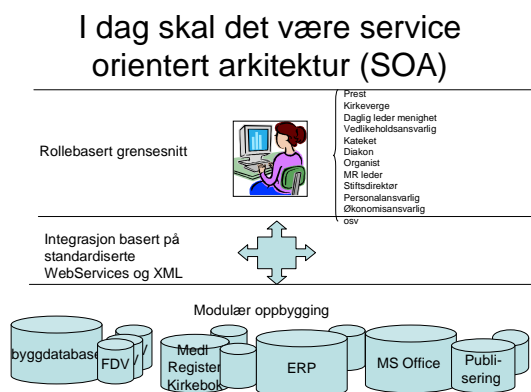 I dag skal det være service
orientert arkitektur (SOA)
Rollebasert grensesnitt
Prest
Kirkeverge
Daglig leder menighet
Vedlikeholdsansvarlig
Kateket
Diakon
Organist
MR leder
Stiftsdirektør
Personalansvarlig
Økonomisansvarlig
osv
Integrasjon basert på
standardiserte
WebServices og XML
Modulær oppbygging
byggdatabase
FDV
Medl
Register
Kirkebok
ERP
MS Office
Publi-
sering